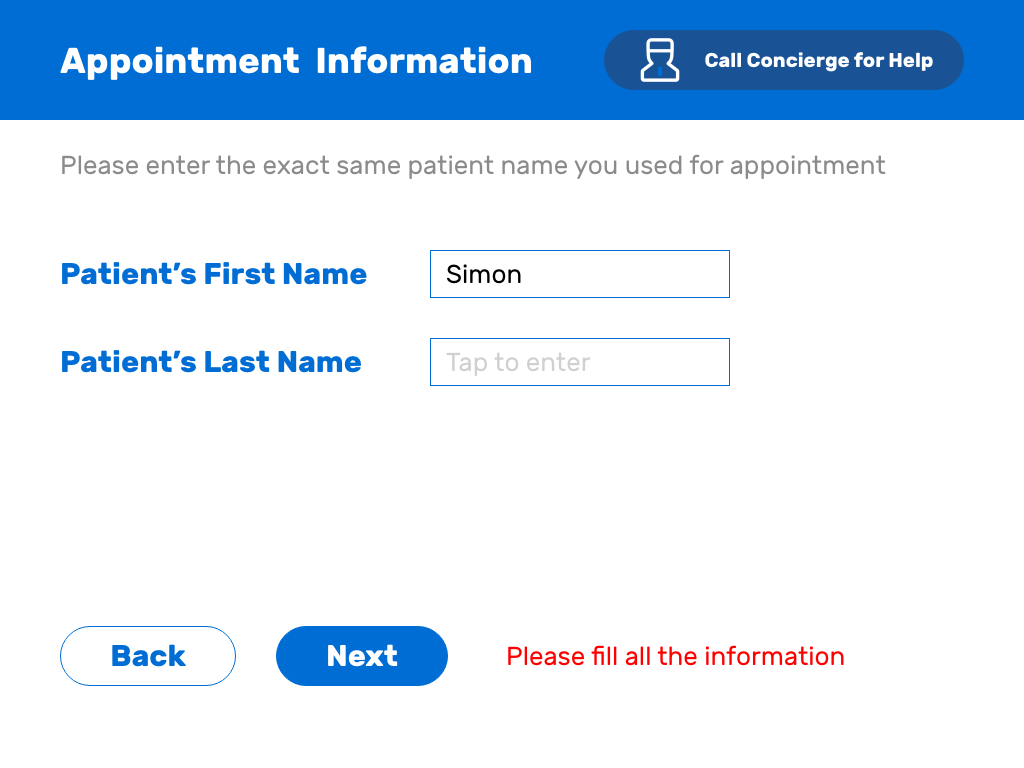 Appointment Information
Call Concierge for Help
Please enter the exact same patient name you used for appointment
Patient’s First Name
Simon
Patient’s Last Name
Tap to enter
Back
Next
Please fill all the information